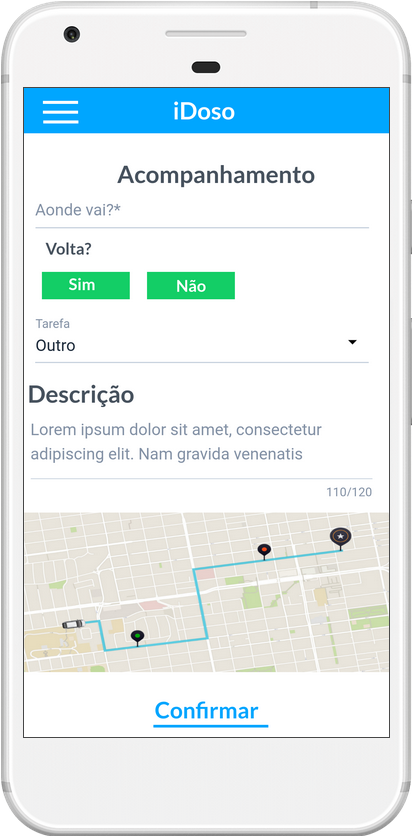 iDoso
Acompanhamento
Aonde vai?*
Volta?
Sim
Não
Tarefa
Outro
Descrição
Lorem ipsum dolor sit amet, consectetur
adipiscing elit. Nam gravida venenatis
110/120
Confirmar